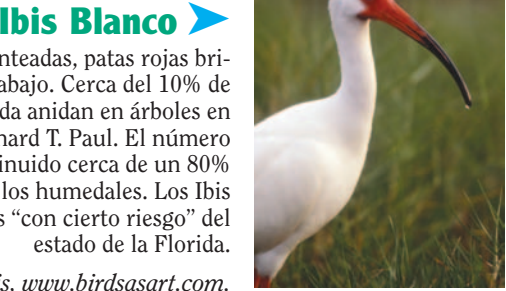 Ibis Blanco
nteadas, patas rojas bri-
abajo. Cerca del 10% de
da anidan en árboles en
hard T. Paul. El número
inuido cerca de un 80%
los humedales. Los Ibis
s “con cierto riesgo” del
estado de la Florida.
is. www.birdsasart.com.